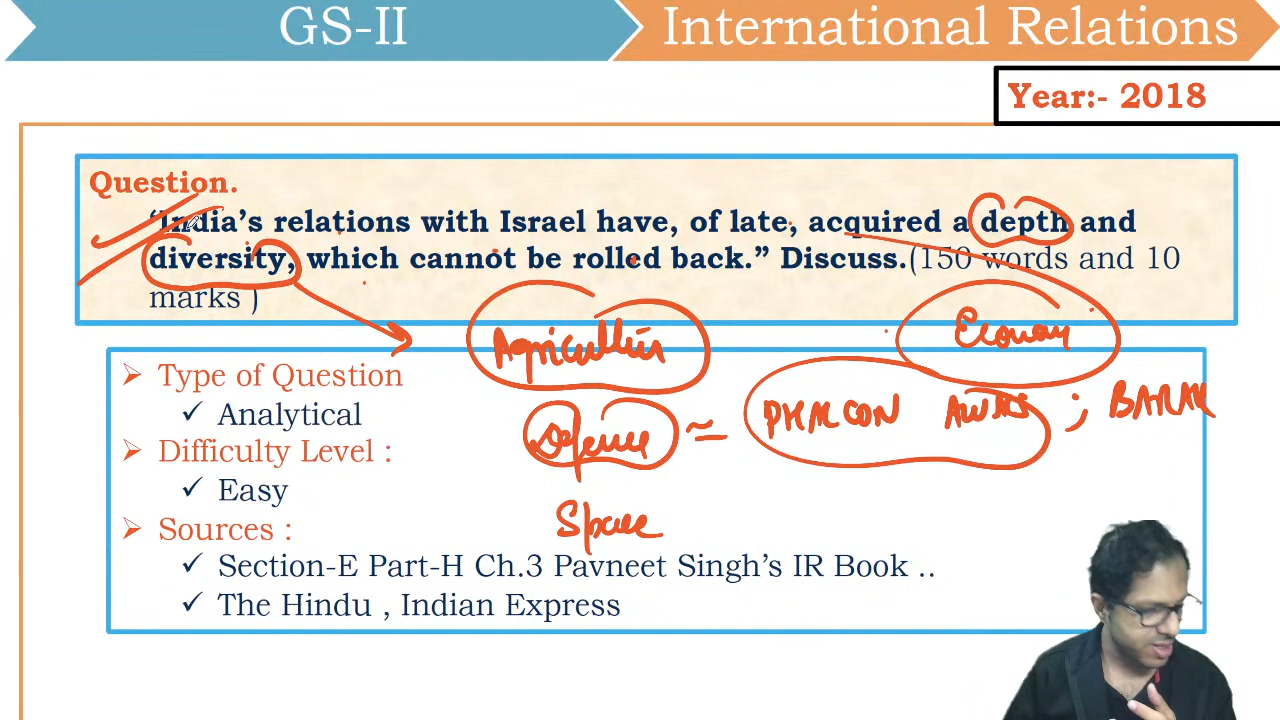 GS-II
International Relations
Year:- 2018
Question.
“India’s relations with Israel have, of late, acquired a depth and
diversity, which cannot be rolled back.” Discuss.(150 words and 10
marks )
Agriculture
Economy
➢ Type of Question
✓ Analytical
Defence ≈ PHALCON AWACS ; BARAK
➢ Difficulty Level :
✓ Easy
Space
➢ Sources :
✓ Section-E Part-H Ch.3 Pavneet Singh’s IR Book ..
✓ The Hindu , Indian Express